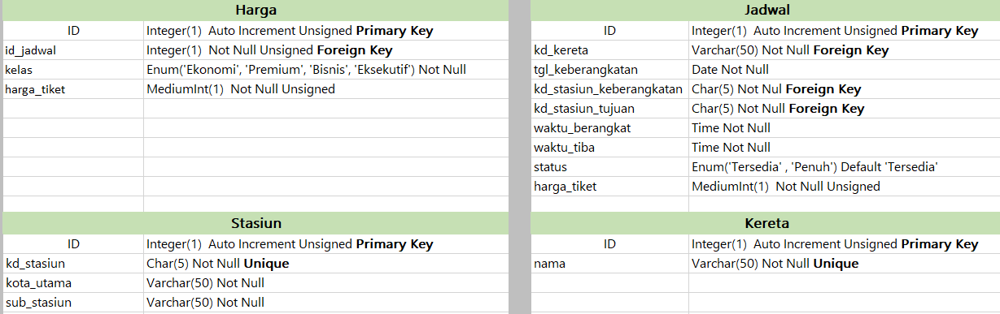 Harga
ID Integer(1) Auto Increment Unsigned Primary Key
id_jadwal Integer(1) Not Null Unsigned Foreign Key
kelas Enum('Ekonomi', 'Premium', 'Bisnis', 'Eksekutif') Not Null
harga_tiket MediumInt(1) Not Null Unsigned
Jadwal
ID Integer(1) Auto Increment Unsigned Primary Key
kd_kereta Varchar(50) Not Null Foreign Key
tgl_keberangkatan Date Not Null
kd_stasiun_keberangkatan Char(5) Not Nul Foreign Key
kd_stasiun_tujuan Char(5) Not Null Foreign Key
waktu_berangkat Time Not Null
waktu_tiba Time Not Null
status Enum('Tersedia' , 'Penuh') Default 'Tersedia'
harga_tiket MediumInt(1) Not Null Unsigned
Stasiun
ID Integer(1) Auto Increment Unsigned Primary Key
kd_stasiun Char(5) Not Null Unique
kota_utama Varchar(50) Not Null
sub_stasiun Varchar(50) Not Null
Kereta
ID Integer(1) Auto Increment Unsigned Primary Key
nama Varchar(50) Not Null Unique